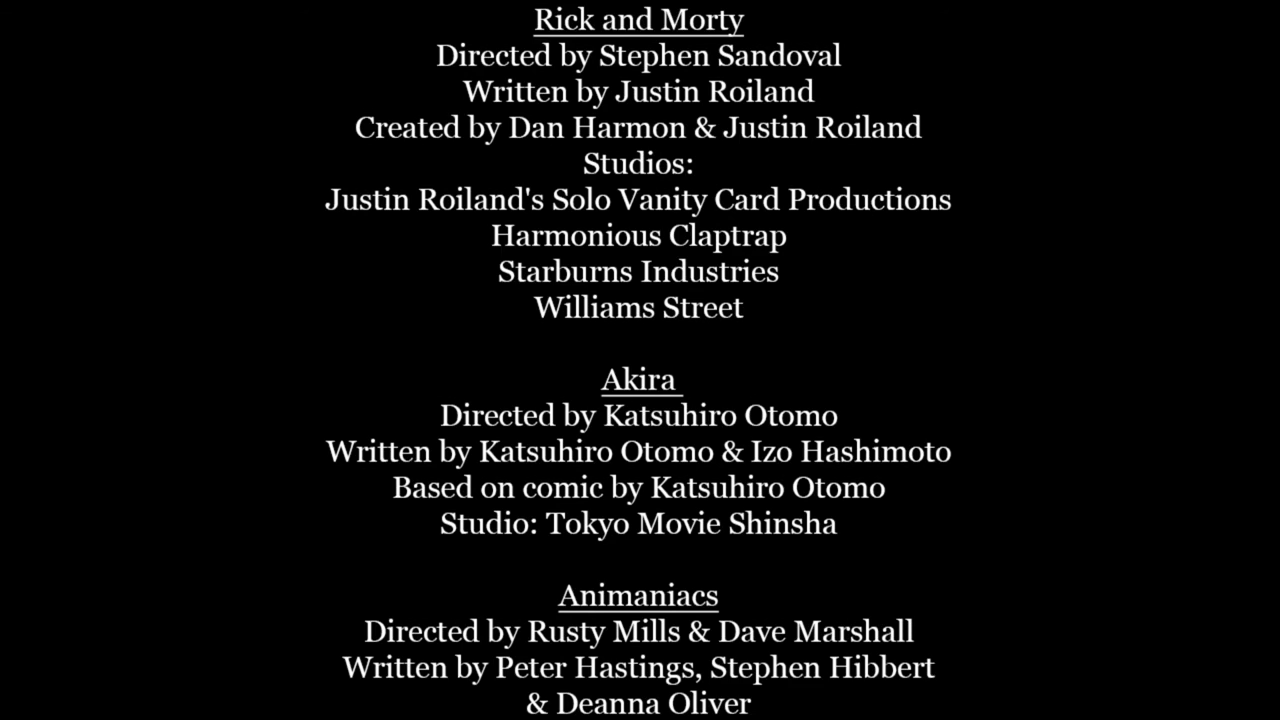 Rick and Morty
Directed by Stephen Sandoval
Written by Justin Roiland
Created by Dan Harmon & Justin Roiland
Studios:
Justin Roiland's Solo Vanity Card Productions
Harmonious Claptrap
Starburns Industries
Williams Street
Akira
Directed by Katsuhiro Otomo
Written by Katsuhiro Otomo & Izo Hashimoto
Based on comic by Katsuhiro Otomo
Studio: Tokyo Movie Shinsha
Animaniacs
Directed by Rusty Mills & Dave Marshall
Written by Peter Hastings, Stephen Hibbert
& Deanna Oliver